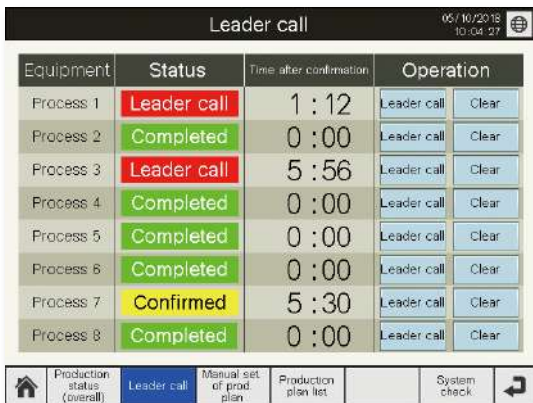 Leader call
05/10/2018
10:04:27
Equipment Status Time after confirmation Operation
Process 1 Leader call 1:12 Leader call Clear
Process 2 Completed 0:00 Leader call Clear
Process 3 Leader call 5:56 Leader call Clear
Process 4 Completed 0:00 Leader call Clear
Process 5 Completed 0:00 Leader call Clear
Process 6 Completed 0:00 Leader call Clear
Process 7 Confirmed 5:30 Leader call Clear
Process 8 Completed 0:00 Leader call Clear
Production
status
(overall)
Leader call
Manual set.
of prod.
plan
Production
plan list
System
check